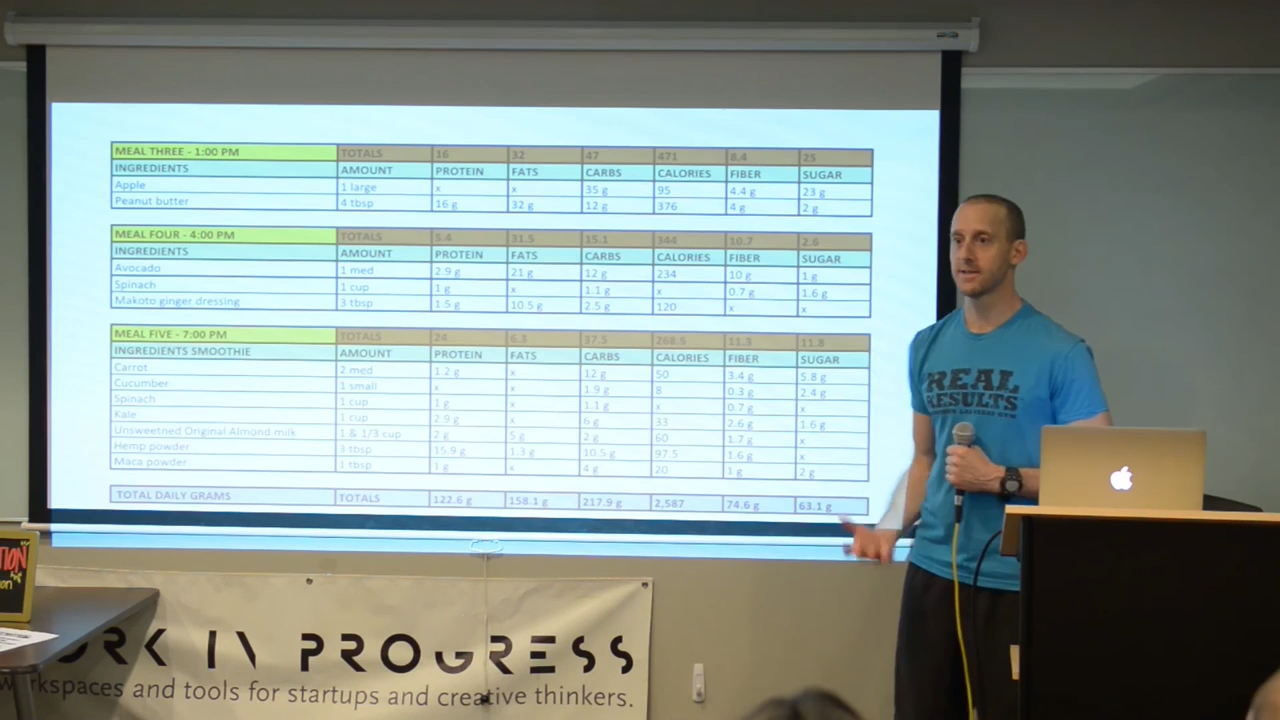 MEAL THREE - 1:00 PM TOTALS 16 32 47 471 8.4 25
INGREDIENTS AMOUNT PROTEIN FATS CARBS CALORIES FIBER SUGAR
Apple 1 large x x 35 g 95 4.4 g 23 g
Peanut butter 4 tbsp 16 g 32 g 12 g 376 4 g 2 g
MEAL FOUR - 4:00 PM TOTALS 5.4 31.5 15.1 344 10.7 2.6
INGREDIENTS AMOUNT PROTEIN FATS CARBS CALORIES FIBER SUGAR
Avocado 1 med 2.9 g 21 g 12 g 234 10 g 1 g
Spinach 1 cup 1 g x 1.1 g x 0.7 g 1.6 g
Makoto ginger dressing 3 tbsp 1.5 g 10.5 g 2.5 g 120 x x
MEAL FIVE - 7:00 PM TOTALS 24 6.3 37.5 268.5 11.3 11.8
INGREDIENTS SMOOTHIE AMOUNT PROTEIN FATS CARBS CALORIES FIBER SUGAR
Carrot 2 med 1.2 g x 12 g 50 3.4 g 5.8 g
Cucumber 1 small x x 1.9 g 8 0.3 g 2.4 g
Spinach 1 cup 1 g x 1.1 g x 0.7 g x
Kale 1 cup 2.9 g x 6 g 33 2.6 g 1.6 g
Unsweetned Original Almond milk 1 & 1/3 cup 2 g 5 g 2 g 60 1.7 g x
Hemp powder 3 tbsp 15.9 g 1.3 g 10.5 g 97.5 1.6 g x
Maca powder 1 tbsp 1 g x 4 g 20 1 g 2 g
TOTAL DAILY GRAMS TOTALS 122.6 g 158.1 g 217.9 g 2,587 74.6 g 63.1 g
REAL
RESULTS
TION
on
ORK IN PROGRESS
w rkspaces and tools for startups and creative thinkers.